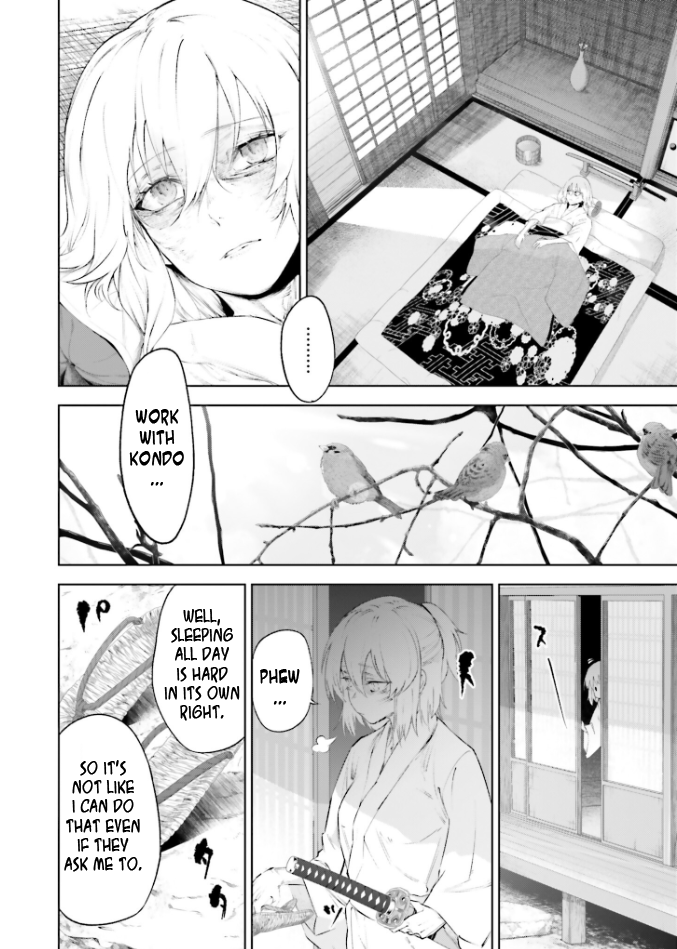 .........
WORK
WITH
KONDO
...
ス
PHEW
...
WELL,
SLEEPING
ALL DAY
IS HARD
IN ITS OWN
RIGHT.
SO IT'S
NOT LIKE
I CAN DO
THAT EVEN
IF THEY
ASK ME TO.